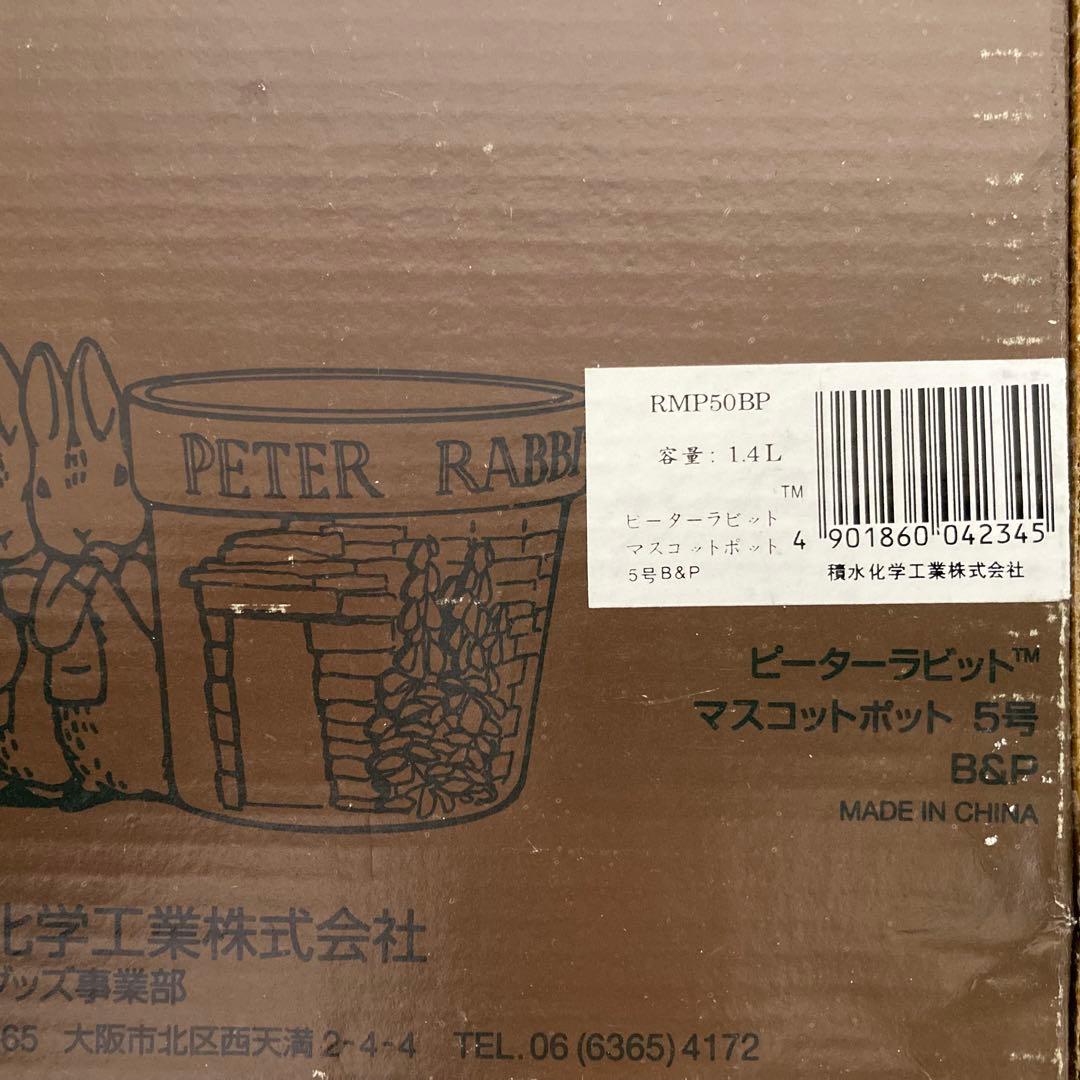 PETER RABBI
RMP50BP
容量: 1.4L
TM
ピーターラビット
マスコットポット
5号B&P
4 901860 042345
積水化学工業株式会社
ピーターラビット™
マスコットポット 5号
B&P
MADE IN CHINA
化学工業株式会社
グッズ事業部
65 大阪市北区西天満2-4-4 TEL.06(6365)4172